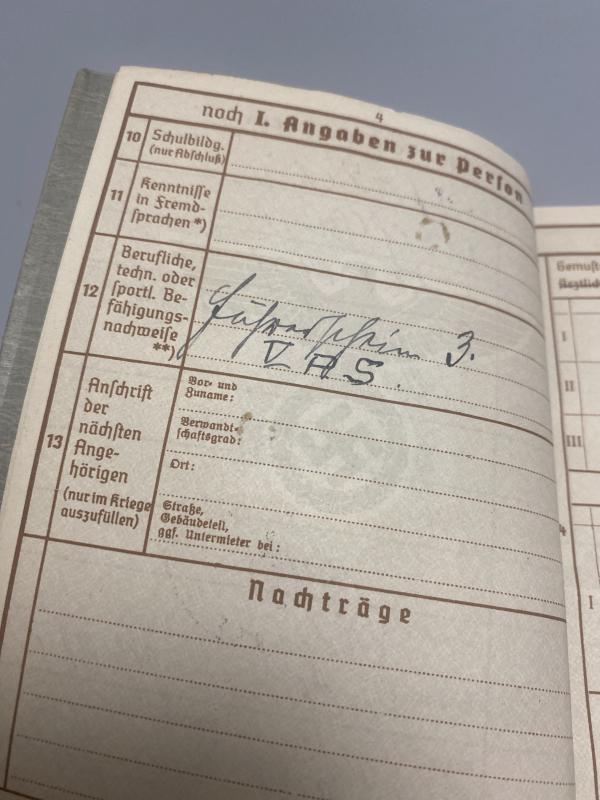 4
noch I. Angaben zur Person
10 Schulbildg.
(nur Abschluß)
11 Kenntnisse
in Fremd-
sprachen *)
12 Berufliche,
techn. oder
sportl. Be-
fähigungs-
nachweise
**)
Führerschein 3.
V A S.
13 Anschrift
der
nächsten
Ange-
hörigen
(nur im Kriege
auszufüllen)
Vor- und
Zuname:
Verwandt-
schaftsgrad:
Ort:
Straße,
Gebäudeteil,
ggf. Untermieter bei:
Nachträge
I
II
III
I